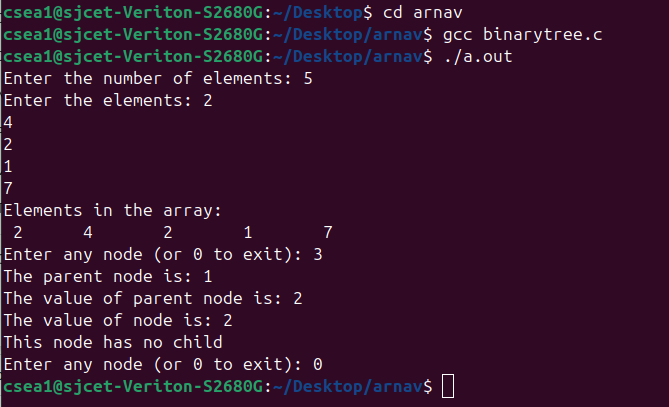 csea1@sjcet-Veriton-S2680G:~/Desktop$ cd arnav
csea1@sjcet-Veriton-S2680G:~/Desktop/arnav$ gcc binarytree.c
csea1@sjcet-Veriton-S2680G:~/Desktop/arnav$ ./a.out
Enter the number of elements: 5
Enter the elements: 2
4
2
1
7
Elements in the array:
 2      4       2       1       7
Enter any node (or 0 to exit): 3
The parent node is: 1
The value of parent node is: 2
The value of node is: 2
This node has no child
Enter any node (or 0 to exit): 0
csea1@sjcet-Veriton-S2680G:~/Desktop/arnav$